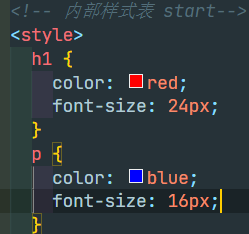 <!-- 内部样式表 start-->
<style>
h1 {
color: red;
font-size: 24px;
}
p {
color: blue;
font-size: 16px;
}